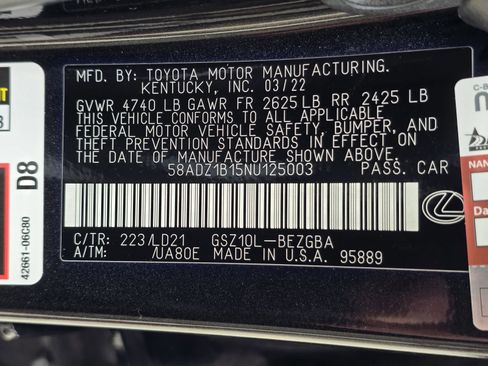 MFD. BY: TOYOTA MOTOR MANUFACTURING.
KENTUCKY, INC. 03/22
GVWR 4740 LB GAWR FR 2625 LB RR 2425 LB
THIS VEHICLE CONFORMS TO ALL APPLICABLE
FEDERAL MOTOR VEHICLE SAFETY, BUMPER, AND
THEFT PREVENTION STANDARDS IN EFFECT ON
THE DATE OF MANUFACTURE SHOWN ABOVE.
58ADZ1B15NU125003 PASS. CAR
C/TR: 223/LD21 GSZ10L-BEZGBA
A/TM: /UA80E MADE IN U.S.A. 95889
D8
42661-06C80